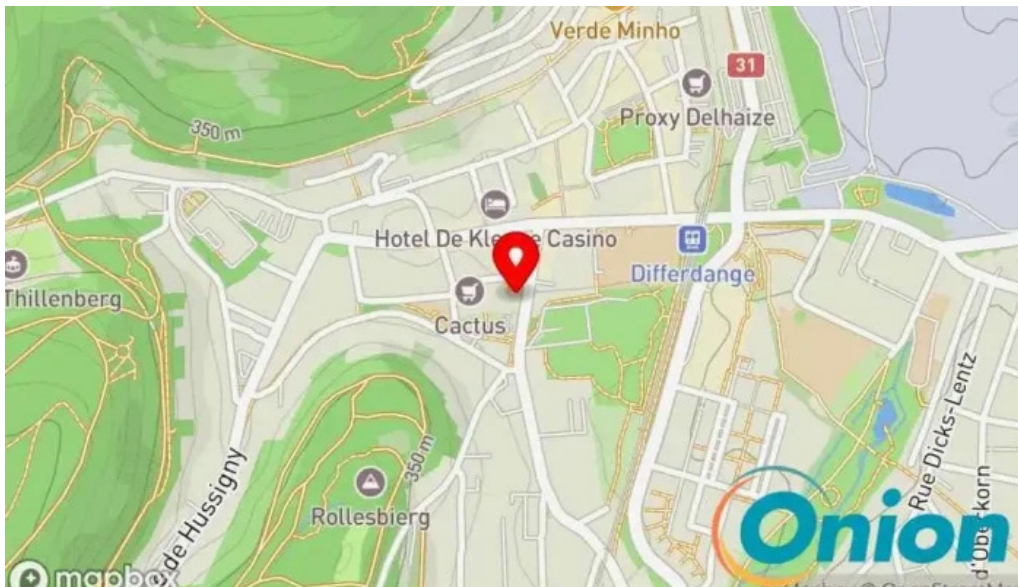 Verde Minho
31
Proxy Delhaize
350 m
Hotel De Kle e Casino
Differdange
Thillenberg
Cactus
Rue Dicks-Lentz
350 m
Rollesbierg
de Hussigny
Onion
mapbox